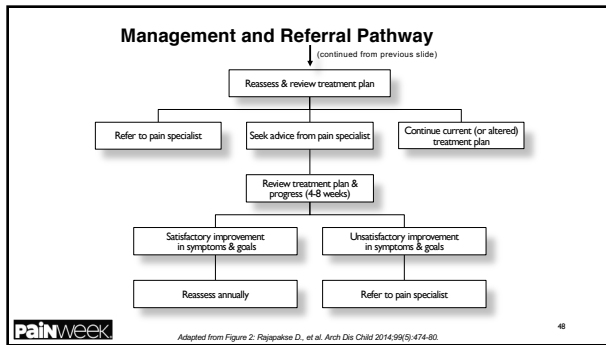 Management and Referral Pathway
(continued from previous slide)
Reassess & review treatment plan
Refer to pain specialist
Seek advice from pain specialist
Continue current (or altered)
treatment plan
Review treatment plan &
progress (4-8 weeks)
Satisfactory improvement
in symptoms & goals
Unsatisfactory improvement
in symptoms & goals
Reassess annually
Refer to pain specialist
PAINWEEK.
Adapted from Figure 2: Rajapakse D., et al. Arch Dis Child 2014;99(5):474-80.
48